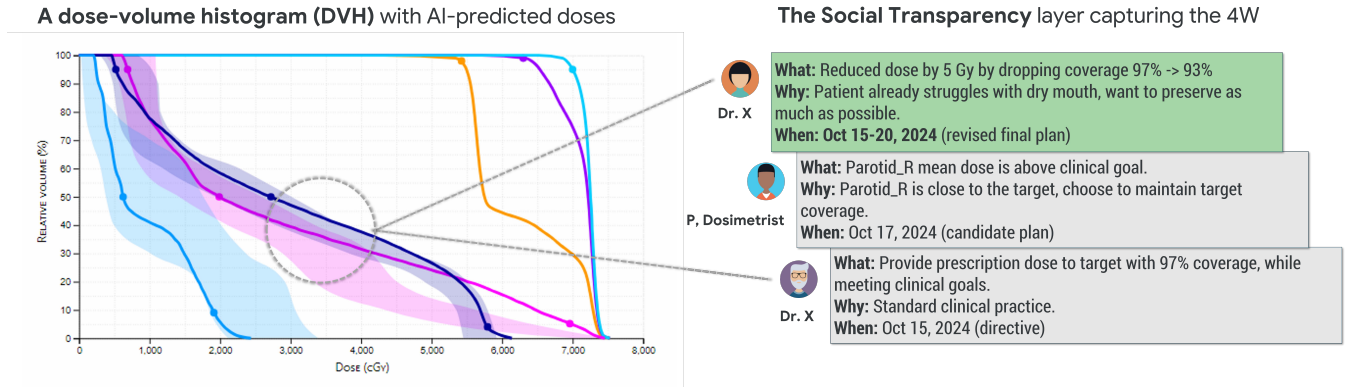 A dose-volume histogram (DVH) with AI-predicted doses
The Social Transparency layer capturing the 4W
100
90
80
70
60
50
40
30
20
10
0
RELATIVE VOLUME (%)
0
1,000
2,000
3,000
4,000
5,000
6,000
7,000
8,000
DOSE (cGy)
Dr. X
What: Reduced dose by 5 Gy by dropping coverage 97% -> 93%
Why: Patient already struggles with dry mouth, want to preserve as
much as possible.
When: Oct 15-20, 2024 (revised final plan)
P, Dosimetrist
What: Parotid_R mean dose is above clinical goal.
Why: Parotid_R is close to the target, choose to maintain target
coverage.
When: Oct 17, 2024 (candidate plan)
Dr. X
What: Provide prescription dose to target with 97% coverage, while
meeting clinical goals.
Why: Standard clinical practice.
When: Oct 15, 2024 (directive)